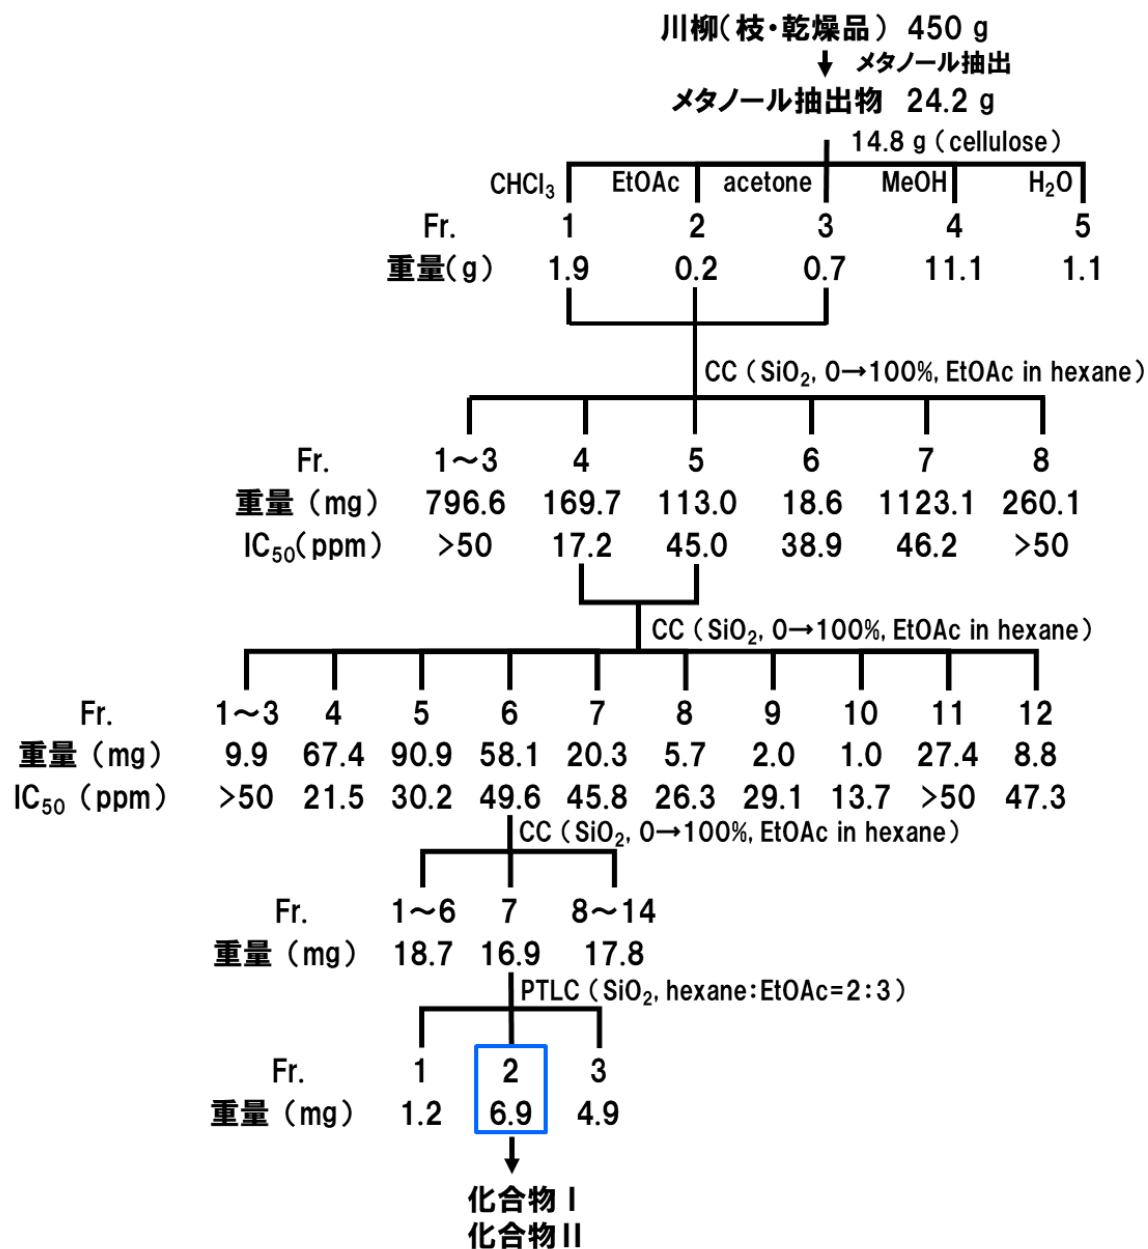 川柳(枝・乾燥品) 450 g
メタノール抽出
メタノール抽出物 24.2 g
14.8 g (cellulose)
CHCl₃ EtOAc acetone MeOH H₂O
Fr. 1 2 3 4 5
重量(g) 1.9 0.2 0.7 11.1 1.1
CC (SiO₂, 0→100%, EtOAc in hexane)
Fr. 1～3 4 5 6 7 8
重量 (mg) 796.6 169.7 113.0 18.6 1123.1 260.1
IC₅₀(ppm) >50 17.2 45.0 38.9 46.2 >50
CC (SiO₂, 0→100%, EtOAc in hexane)
Fr. 1～3 4 5 6 7 8 9 10 11 12
重量 (mg) 9.9 67.4 90.9 58.1 20.3 5.7 2.0 1.0 27.4 8.8
IC₅₀ (ppm) >50 21.5 30.2 49.6 45.8 26.3 29.1 13.7 >50 47.3
CC (SiO₂, 0→100%, EtOAc in hexane)
Fr. 1～6 7 8～14
重量 (mg) 18.7 16.9 17.8
PTLC (SiO₂, hexane:EtOAc=2:3)
Fr. 1 2 3
重量 (mg) 1.2 6.9 4.9
化合物 I
化合物 II